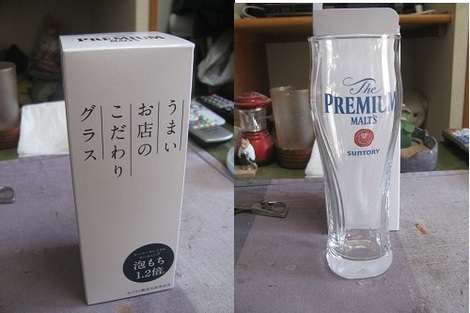 PREMIUM
うまい
お店の
こだわり
グラス
泡もち
1.2倍
The
PREMIUM
MALT'S
SUNTORY